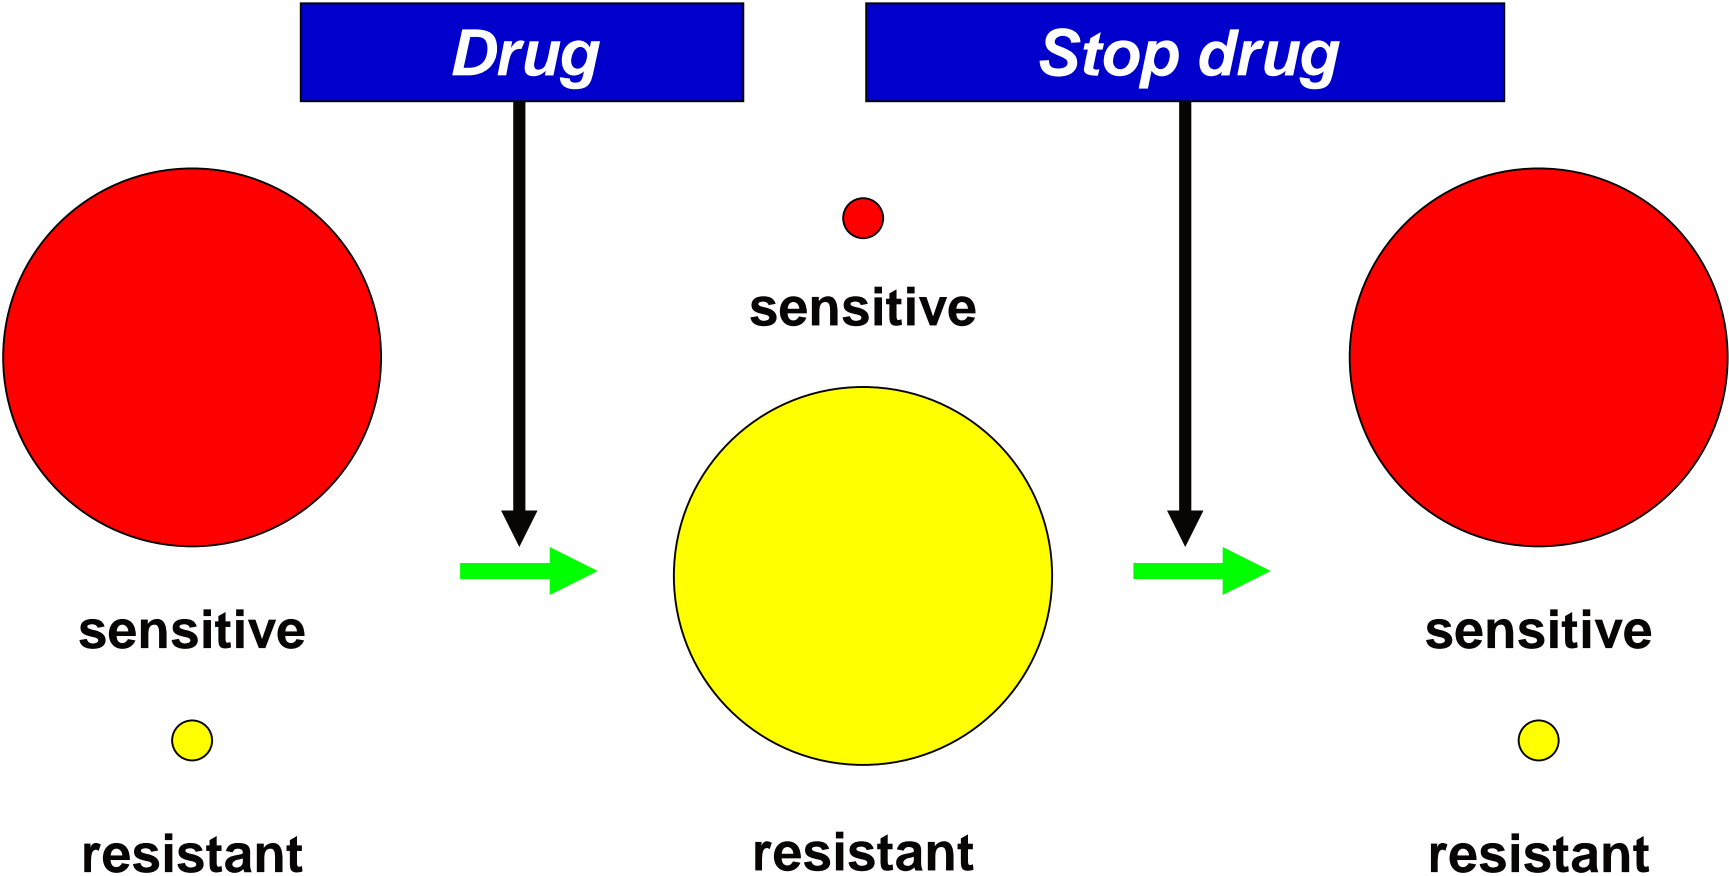 Drug
Stop drug
sensitive
sensitive
sensitive
resistant
resistant
resistant